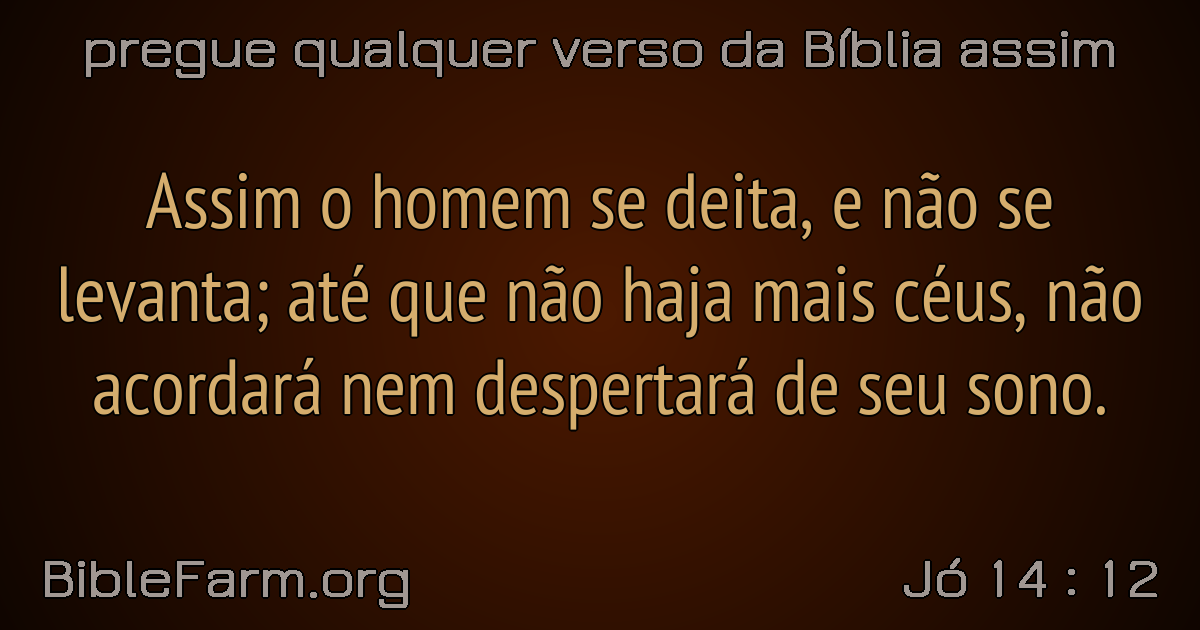 pregue qualquer verso da Bíblia assim
Assim o homem se deita, e não se
levanta; até que não haja mais céus, não
acordará nem despertará de seu sono.
BibleFarm.org
Jó 14 : 12